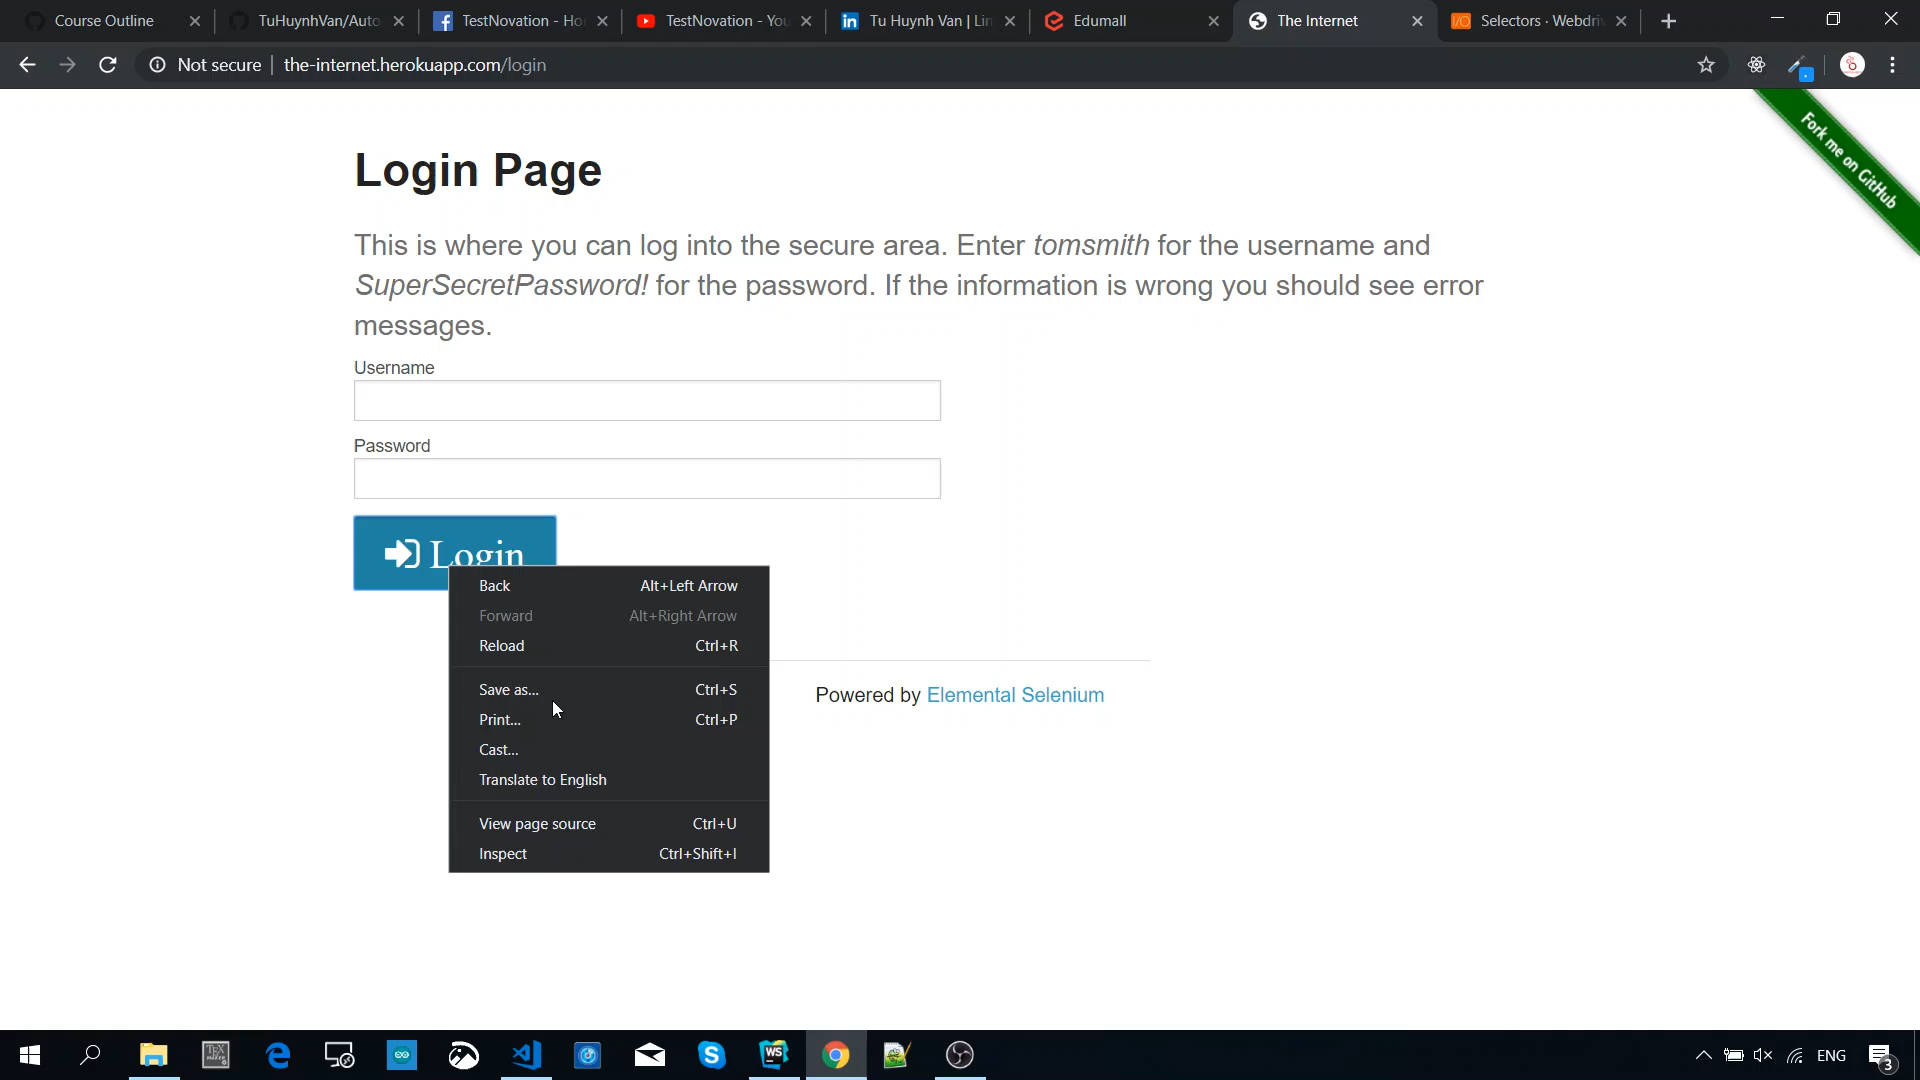 Course Outline
TuHuynhVan/Auto
TestNovation - Ho
TestNovation - You
Tu Huynh Van | Lin
Edumall
The Internet
Selectors · Webdriv
Not secure
the-internet.herokuapp.com/login
Fork me on GitHub
Login Page
This is where you can log into the secure area. Enter tomsmith for the username and
SuperSecretPassword! for the password. If the information is wrong you should see error
messages.
Username
Password
Login
Back Alt+Left Arrow
Forward Alt+Right Arrow
Reload Ctrl+R
Save as... Ctrl+S
Print... Ctrl+P
Cast...
Translate to English
View page source Ctrl+U
Inspect Ctrl+Shift+I
Powered by Elemental Selenium
ENG
3